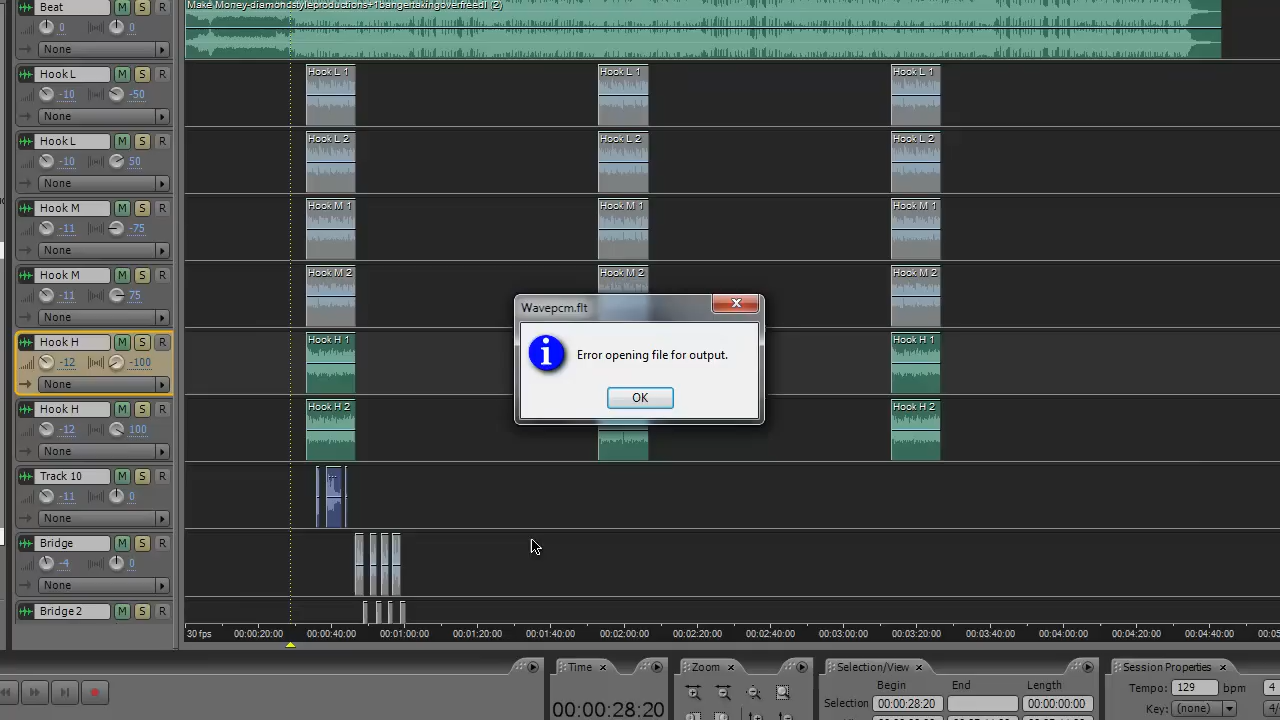 Beat
Make Money-diamondstyleproductions+1bangertakingoverfreed1 (2)
0 0
None
Hook L M S R
-10 -50
None
Hook L 1 Hook L 1 Hook L 1
Hook L M S R
-10 50
None
Hook L 2 Hook L 2 Hook L 2
Hook M M S R
-11 -75
None
Hook M 1 Hook M 1 Hook M 1
Hook M M S R
-11 75
None
Hook M 2 Hook M 2 Hook M 2
Wavepcm.flt
Error opening file for output.
OK
Hook H M S R
-12 -100
None
Hook H 1 Hook H 1
Hook H M S R
-12 100
None
Hook H 2 Hook H 2
Track 10 M S R
-11 0
None
Bridge M S R
-4 0
None
Bridge 2 M S R
30 fps 00:00:20:00 00:00:40:00 00:01:00:00 00:01:20:00 00:01:40:00 00:02:00:00 00:02:20:00 00:02:40:00 00:03:00:00 00:03:20:00 00:03:40:00 00:04:00:00 00:04:20:00 00:04:40:00
Time
00:00:28:20
Zoom
Selection/View
Begin End Length
Selection 00:00:28:20 00:00:00:00
Session Properties
Tempo: 129 bpm 4
Key: (none) 4/